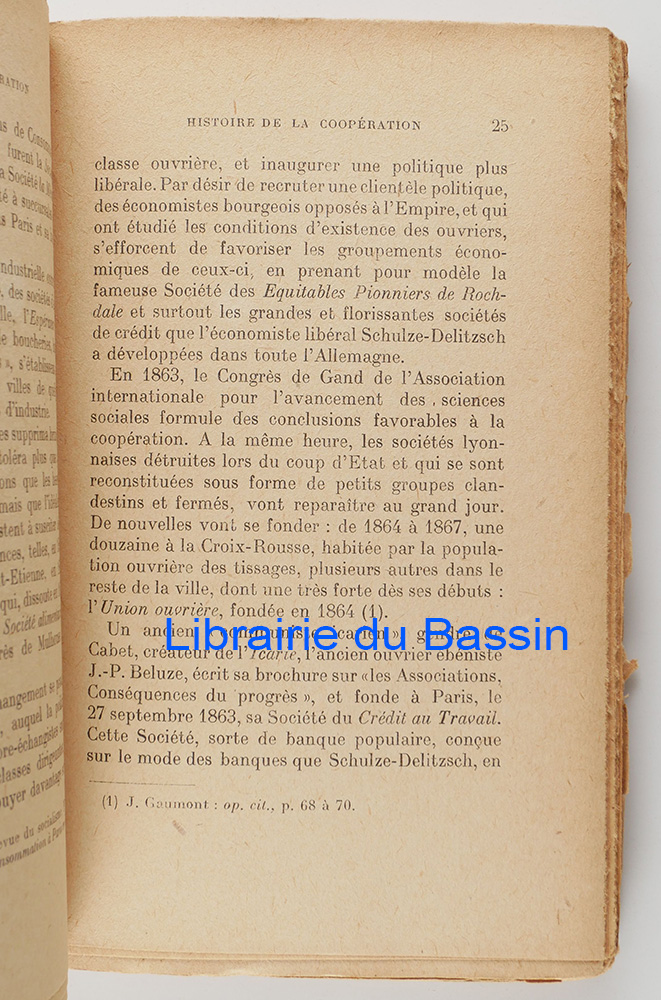 HISTOIRE DE LA COOPÉRATION 25
classe ouvrière, et inaugurer une politique plus
libérale. Par désir de recruter une clientèle politique,
des économistes bourgeois opposés à l'Empire, et qui
ont étudié les conditions d'existence des ouvriers,
s'efforcent de favoriser les groupements écono-
miques de ceux-ci, en prenant pour modèle la
fameuse Société des Equitables Pionniers de Roch-
dale et surtout les grandes et florissantes sociétés
de crédit que l'économiste libéral Schulze-Delitzsch
a développées dans toute l'Allemagne.
En 1863, le Congrès de Gand de l'Association
internationale pour l'avancement des sciences
sociales formule des conclusions favorables à la
coopération. A la même heure, les sociétés lyon-
naises détruites lors du coup d'Etat et qui se sont
reconstituées sous forme de petits groupes clan-
destins et fermés, vont reparaître au grand jour.
De nouvelles vont se fonder : de 1864 à 1867, une
douzaine à la Croix-Rousse, habitée par la popula-
tion ouvrière des tissages, plusieurs autres dans le
reste de la ville, dont une très forte dès ses débuts :
l'Union ouvrière, fondée en 1864 (1).
Un ancien
Librairie du Bassin
Cabet, créateur de l'Icarie, l'ancien ouvrier ébéniste
J.-P. Beluze, écrit sa brochure sur «les Associations,
Conséquences du progrès», et fonde à Paris, le
27 septembre 1863, sa Société du Crédit au Travail.
Cette Société, sorte de banque populaire, conçue
sur le mode des banques que Schulze-Delitzsch, en
(1) J. Gaumont : op. cit., p. 68 à 70.